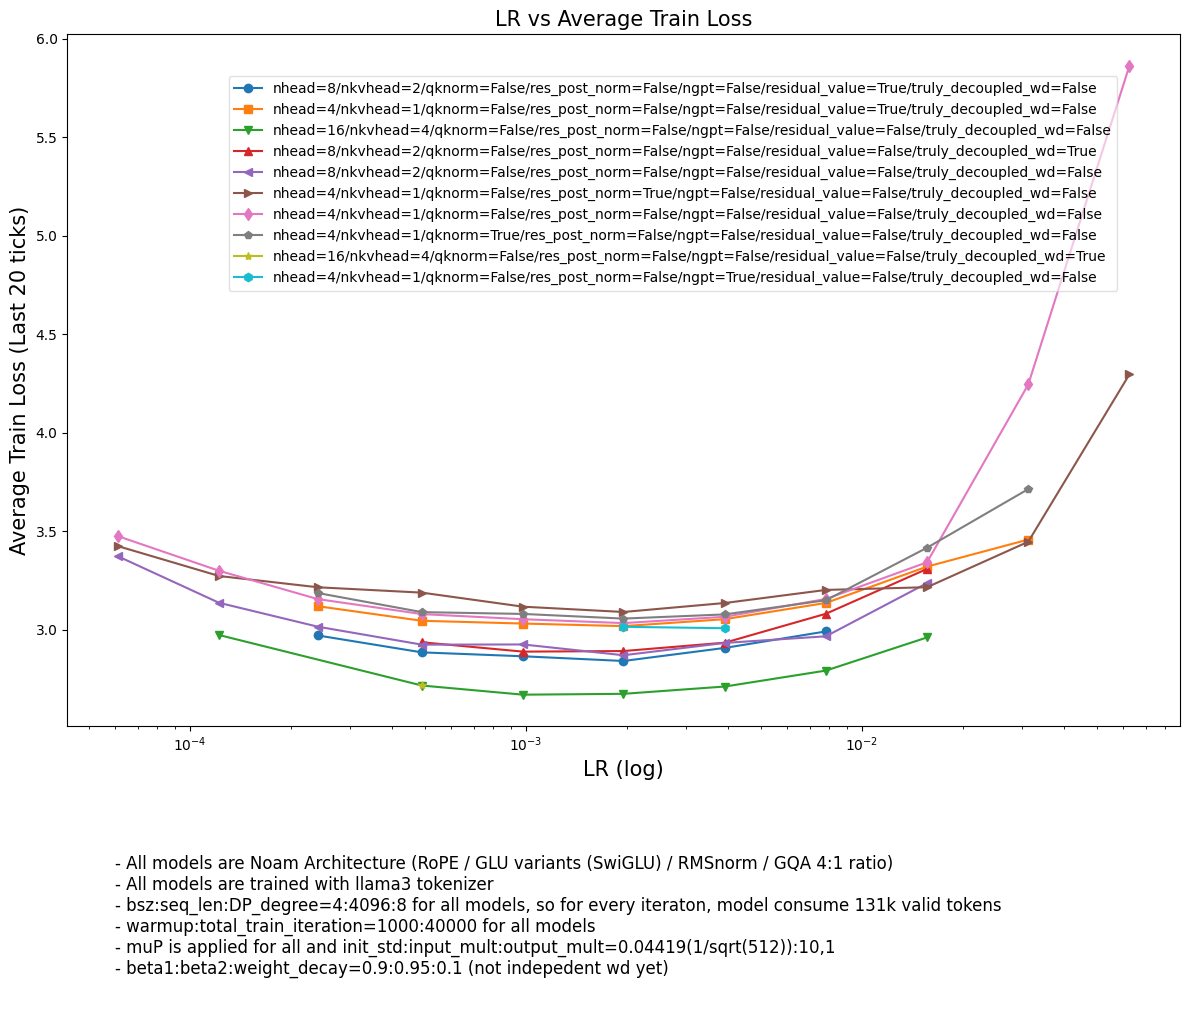 LR vs Average Train Loss
6.0
5.5
5.0
4.5
4.0
3.5
3.0
Average Train Loss (Last 20 ticks)
nhead=8/nkvhead=2/qknorm=False/res_post_norm=False/ngpt=False/residual_value=True/truly_decoupled_wd=False
nhead=4/nkvhead=1/qknorm=False/res_post_norm=False/ngpt=False/residual_value=True/truly_decoupled_wd=False
nhead=16/nkvhead=4/qknorm=False/res_post_norm=False/ngpt=False/residual_value=False/truly_decoupled_wd=False
nhead=8/nkvhead=2/qknorm=False/res_post_norm=False/ngpt=False/residual_value=False/truly_decoupled_wd=True
nhead=8/nkvhead=2/qknorm=False/res_post_norm=False/ngpt=False/residual_value=False/truly_decoupled_wd=False
nhead=4/nkvhead=1/qknorm=False/res_post_norm=True/ngpt=False/residual_value=False/truly_decoupled_wd=False
nhead=4/nkvhead=1/qknorm=False/res_post_norm=False/ngpt=False/residual_value=False/truly_decoupled_wd=False
nhead=4/nkvhead=1/qknorm=True/res_post_norm=False/ngpt=False/residual_value=False/truly_decoupled_wd=False
nhead=16/nkvhead=4/qknorm=False/res_post_norm=False/ngpt=False/residual_value=False/truly_decoupled_wd=True
nhead=4/nkvhead=1/qknorm=False/res_post_norm=False/ngpt=True/residual_value=False/truly_decoupled_wd=False
10⁻⁴ 10⁻³ 10⁻²
LR (log)
- All models are Noam Architecture (RoPE / GLU variants (SwiGLU) / RMSnorm / GQA 4:1 ratio)
- All models are trained with llama3 tokenizer
- bsz:seq_len:DP_degree=4:4096:8 for all models, so for every iteraton, model consume 131k valid tokens
- warmup:total_train_iteration=1000:40000 for all models
- muP is applied for all and init_std:input_mult:output_mult=0.04419(1/sqrt(512)):10,1
- beta1:beta2:weight_decay=0.9:0.95:0.1 (not indepedent wd yet)